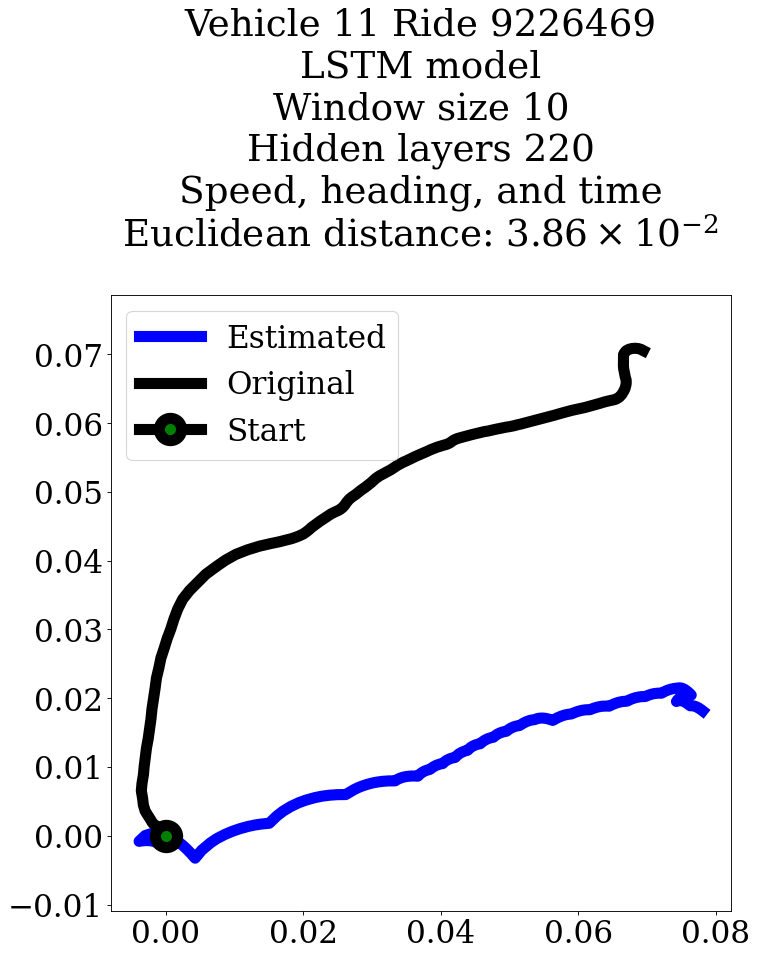 Vehicle 11 Ride 9226469
LSTM model
Window size 10
Hidden layers 220
Speed, heading, and time
Euclidean distance: 3.86 × 10⁻²
Estimated
Original
Start
0.07
0.06
0.05
0.04
0.03
0.02
0.01
0.00
−0.01
0.00 0.02 0.04 0.06 0.08